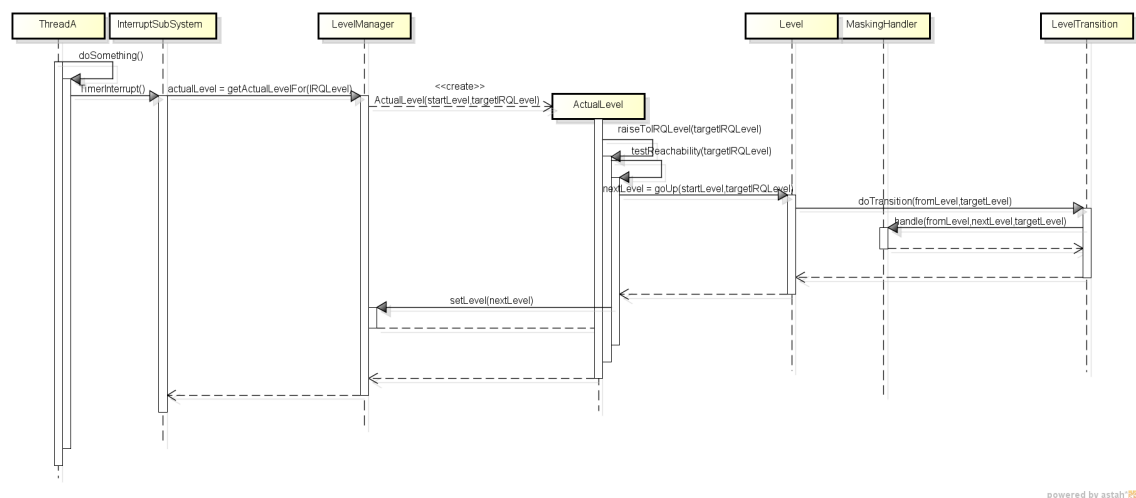 ThreadA
InterruptSubSystem
LevelManager
Level
MaskingHandler
LevelTransition
doSomething()
TimerInterrupt()
actualLevel = getActualLevelFor(IRQLevel)
<<create>>
ActualLevel(startLevel,targetIRQLevel)
ActualLevel
raiseToIRQLevel(targetIRQLevel)
testReachability(targetIRQLevel)
nextLevel = goUp(startLevel,targetIRQLevel)
doTransition(fromLevel,targetLevel)
handle(fromLevel,nextLevel,targetLevel)
setLevel(nextLevel)
powered by astah*